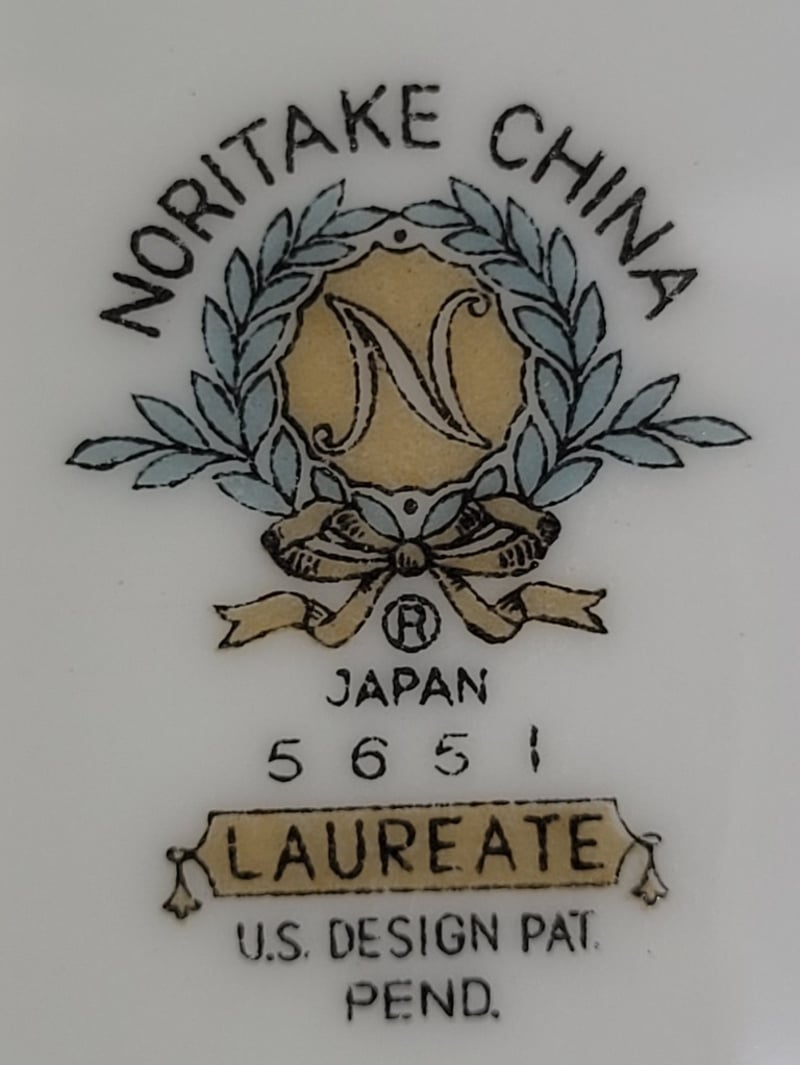 NORITAKE CHINA
N
®
JAPAN
5651
LAUREATE
U.S. DESIGN PAT.
PEND.